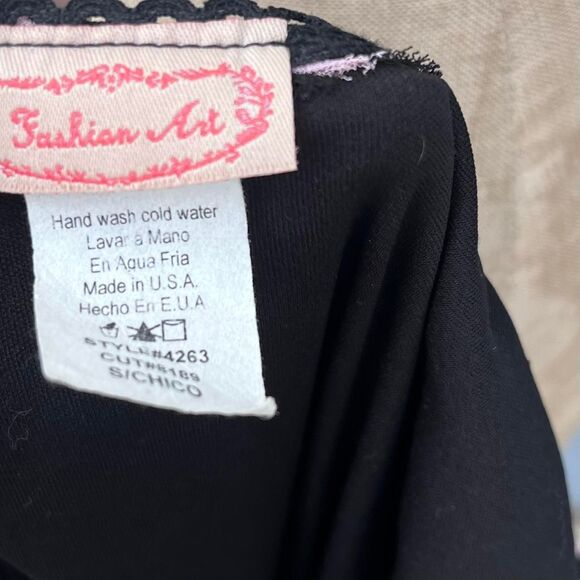 Fashian Art
Hand wash cold water
Lavar a Mano
En Agua Fria
Made in U.S.A.
Hecho En E.U.A
STYLE#4263
CUT#8189
S/CHICO